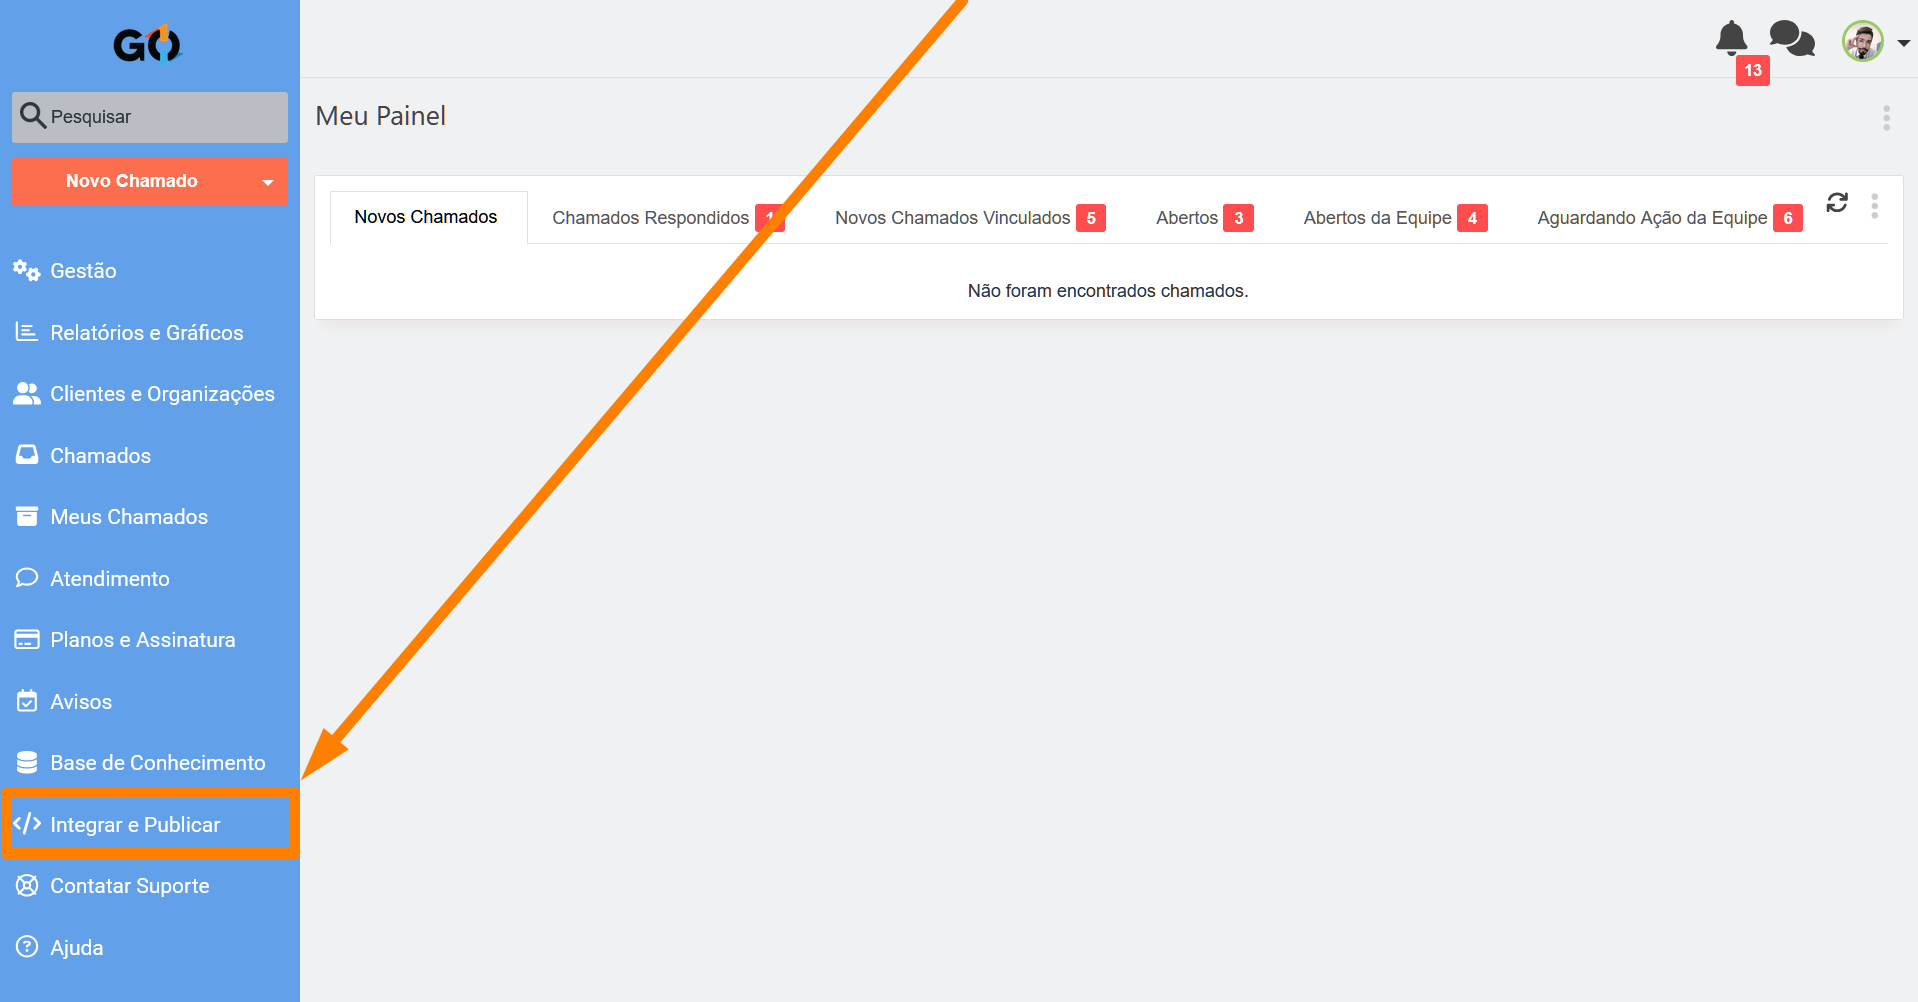 GO
Pesquisar
Novo Chamado
Gestão
Relatórios e Gráficos
Clientes e Organizações
Chamados
Meus Chamados
Atendimento
Planos e Assinatura
Avisos
Base de Conhecimento
Integrar e Publicar
Contatar Suporte
Ajuda
13
Meu Painel
Novos Chamados
Chamados Respondidos
Novos Chamados Vinculados 5
Abertos 3
Abertos da Equipe 4
Aguardando Ação da Equipe 6
Não foram encontrados chamados.